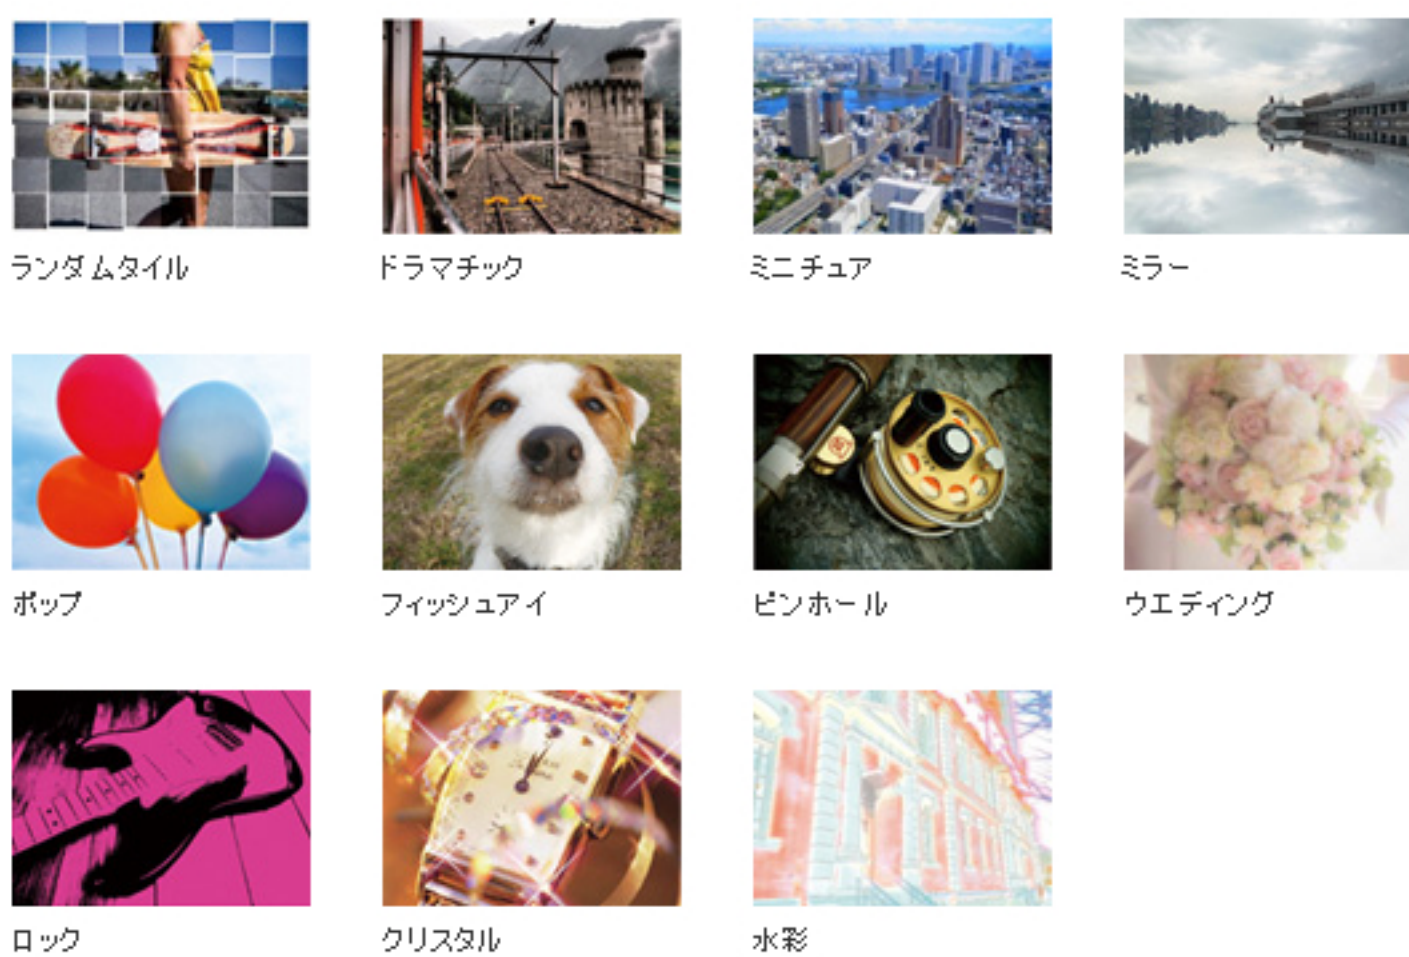 ランダムタイル
ドラマチック
ミニチュア
ミラー
ポップ
フィッシュアイ
ピンホール
ウエディング
ロック
クリスタル
水彩